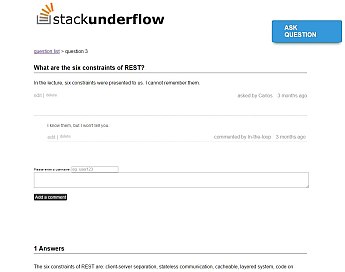 stackunderflow
ASK
QUESTION
question list > question 3
What are the six constraints of REST?
In the lecture, six constraints were presented to us. I cannot remember them.
edit | delete
asked by Carlos 3 months ago
I know them, but I won't tell you.
edit | delete
commented by in-the-loop 3 months ago
Please enter a username
Add a comment
1 Answers
The six constraints of REST are: client-server separation, stateless communication, cacheable, layered system, code on